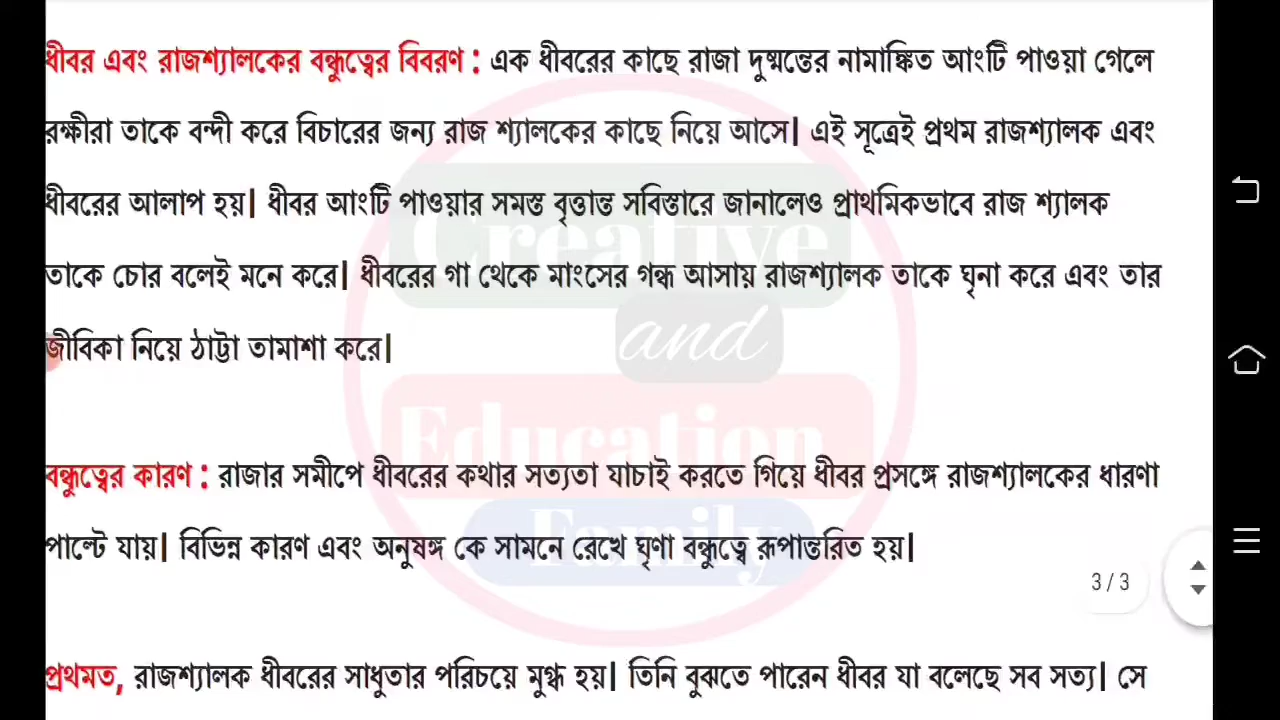 ধীবর এবং রাজশ্যালকের বন্ধুত্বের বিবরণ : এক ধীবরের কাছে রাজা দুষ্মন্তের নামাঙ্কিত আংটি পাওয়া গেলে
রক্ষীরা তাকে বন্দী করে বিচারের জন্য রাজ শ্যালকের কাছে নিয়ে আসে| এই সূত্রেই প্রথম রাজশ্যালক এবং
ধীবরের আলাপ হয়| ধীবর আংটি পাওয়ার সমস্ত বৃত্তান্ত সবিস্তারে জানালেও প্রাথমিকভাবে রাজ শ্যালক
তাকে চোর বলেই মনে করে| ধীবরের গা থেকে মাংসের গন্ধ আসায় রাজশ্যালক তাকে ঘৃনা করে এবং তার
জীবিকা নিয়ে ঠাট্টা তামাশা করে|
Creative
and
Education
Family
বন্ধুত্বের কারণ : রাজার সমীপে ধীবরের কথার সত্যতা যাচাই করতে গিয়ে ধীবর প্রসঙ্গে রাজশ্যালকের ধারণা
পাল্টে যায়| বিভিন্ন কারণ এবং অনুষঙ্গ কে সামনে রেখে ঘৃণা বন্ধুত্বে রূপান্তরিত হয়|
3/3
প্রথমত, রাজশ্যালক ধীবরের সাধুতার পরিচয়ে মুগ্ধ হয়| তিনি বুঝতে পারেন ধীবর যা বলেছে সব সত্য| সে